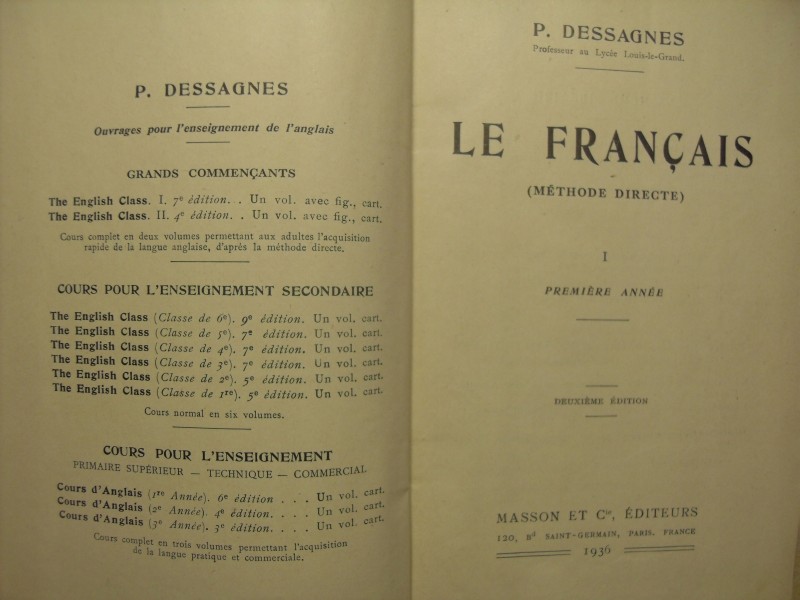 P. DESSAGNES
Ouvrages pour l'enseignement de l'anglais
GRANDS COMMENÇANTS
The English Class. I. 7e édition. . Un vol. avec fig., cart.
The English Class. II. 4e édition. . Un vol. avec fig., cart.
Cours complet en deux volumes permettant aux adultes l'acquisition
rapide de la langue anglaise, d'après la méthode directe.
COURS POUR L'ENSEIGNEMENT SECONDAIRE
The English Class (Classe de 6e). 9e édition. Un vol. cart.
The English Class (Classe de 5e). 7e édition. Un vol. cart.
The English Class (Classe de 4e). 7e édition. Un vol. cart.
The English Class (Classe de 3e). 7e édition. Un vol. cart.
The English Class (Classe de 2e). 5e édition. Un vol. cart.
The English Class (Classe de 1re). 5e édition. Un vol. cart.
Cours normal en six volumes.
COURS POUR L'ENSEIGNEMENT
PRIMAIRE SUPÉRIEUR — TECHNIQUE — COMMERCIAL
Cours d'Anglais (1re Année). 6e édition . . . Un vol. cart.
Cours d'Anglais (2e Année). 4e édition . . . . Un vol. cart.
Cours d'Anglais (3e Année). 3e édition . . . . Un vol. cart.
Cours complet en trois volumes permettant l'acquisition
de la langue pratique et commerciale.
P. DESSAGNES
Professeur au Lycée Louis-le-Grand.
LE FRANÇAIS
(MÉTHODE DIRECTE)
I
PREMIÈRE ANNÉE
DEUXIÈME ÉDITION
MASSON ET Cie, ÉDITEURS
120, Bd SAINT-GERMAIN, PARIS, FRANCE
1936